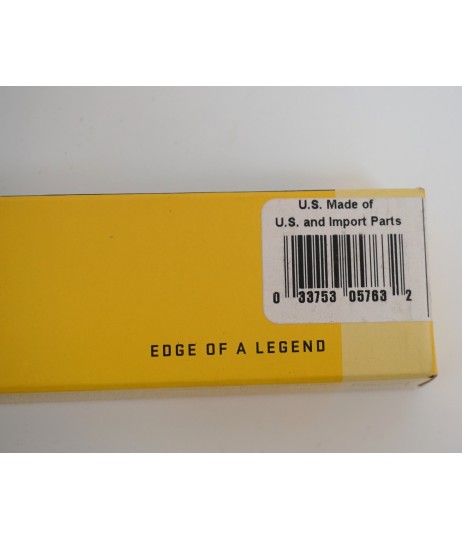 U.S. Made of
U.S. and Import Parts
0 33753 05763 2
EDGE OF A LEGEND